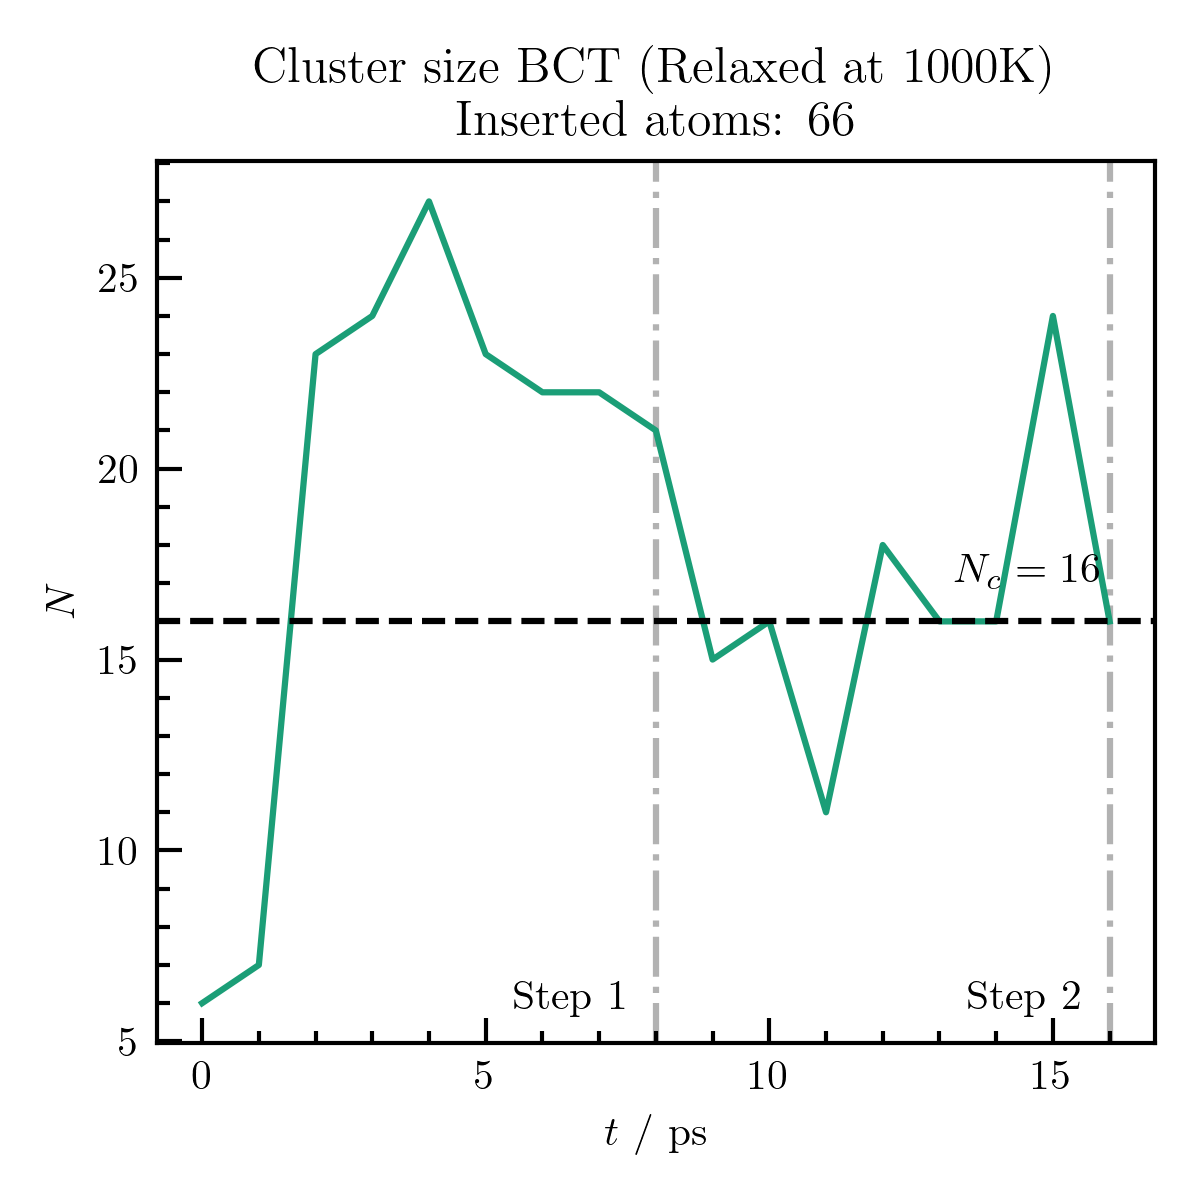 Cluster size BCT (Relaxed at 1000K)
Inserted atoms: 66
25
20
15
10
5
N
N_c = 16
Step 1
Step 2
0
5
10
15
t / ps